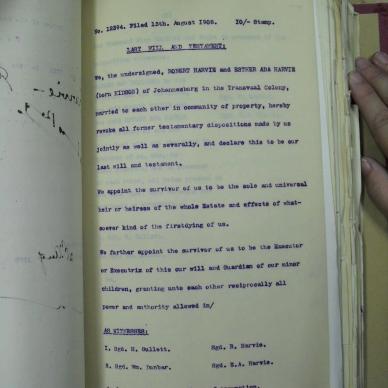 No. 12394. Filed 13th. August 1908. 10/- Stamp.
LAST WILL AND TESTAMENT:
We, the undersigned, ROBERT HARVIE and ESTHER ADA HARVIE
(born ) of Johannesburg in the Transvaal Colony,
married to each other in community of property, hereby
revoke all former testamentary dispositions made by us
jointly as well as severally, and declare this to be our
last will and testament.
We appoint the survivor of us to be the sole and universal
heir or heiress of the whole Estate and effects of what-
soever kind of the firstdying of us.
We further appoint the survivor of us to be the Executor
or Executrix of this our will and Guardian of our minor
children, granting unto each other reciprocally all
power and authority allowed in/
AS WITNESSES:
1. Sgd. H. Gullett. Sgd. R. Harvie.
2. Sgd. Wm. Dunbar. Sgd. E.A. Harvie.